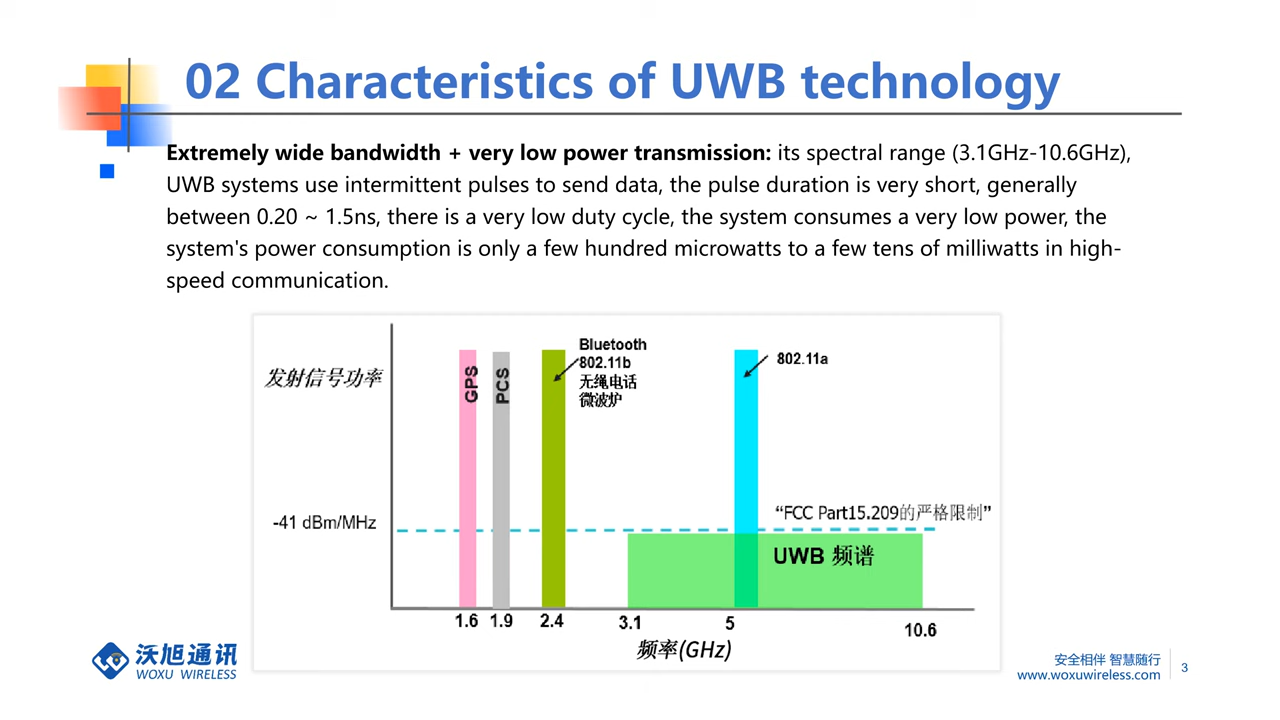 02 Characteristics of UWB technology
Extremely wide bandwidth + very low power transmission: its spectral range (3.1GHz-10.6GHz),
UWB systems use intermittent pulses to send data, the pulse duration is very short, generally
between 0.20 ~ 1.5ns, there is a very low duty cycle, the system consumes a very low power, the
system's power consumption is only a few hundred microwatts to a few tens of milliwatts in high-
speed communication.
发射信号功率
GPS
PCS
Bluetooth
802.11b
无绳电话
微波炉
802.11a
-41 dBm/MHz
“FCC Part15.209的严格限制”
UWB 频谱
1.6 1.9 2.4 3.1 5 10.6
频率(GHz)
沃旭通讯
WOXU WIRELESS
安全相伴 智慧随行
www.woxuwireless.com
3